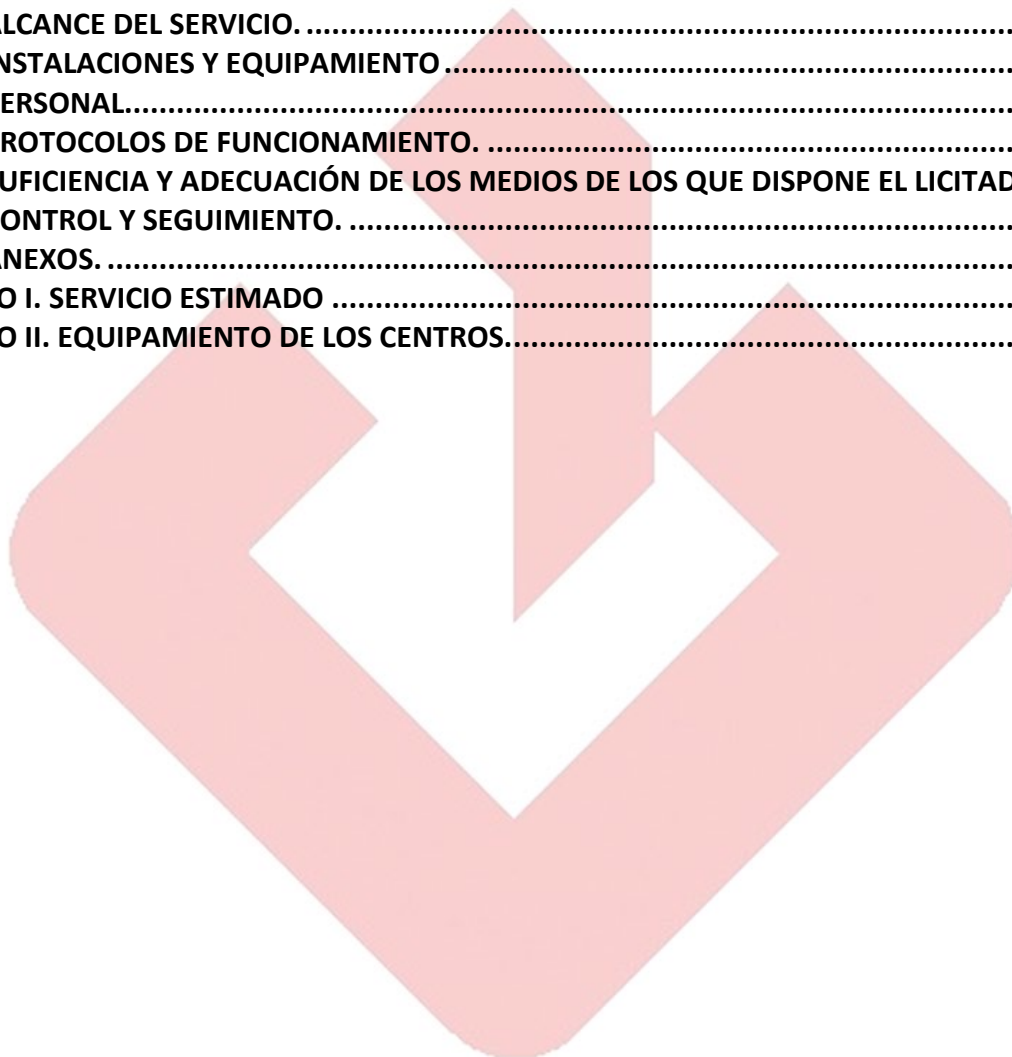 ALCANCE DEL SERVICIO. ........................................................................................
NSTALACIONES Y EQUIPAMIENTO.......................................................................
ERSONAL...............................................................................................................
ROTOCOLOS DE FUNCIONAMIENTO. .................................................................
UFICIENCIA Y ADECUACIÓN DE LOS MEDIOS DE LOS QUE DISPONE EL LICITAD
ONTROL Y SEGUIMIENTO. ...................................................................................
ANEXOS. .................................................................................................................
O I. SERVICIO ESTIMADO .....................................................................................
O II. EQUIPAMIENTO DE LOS CENTROS................................................................